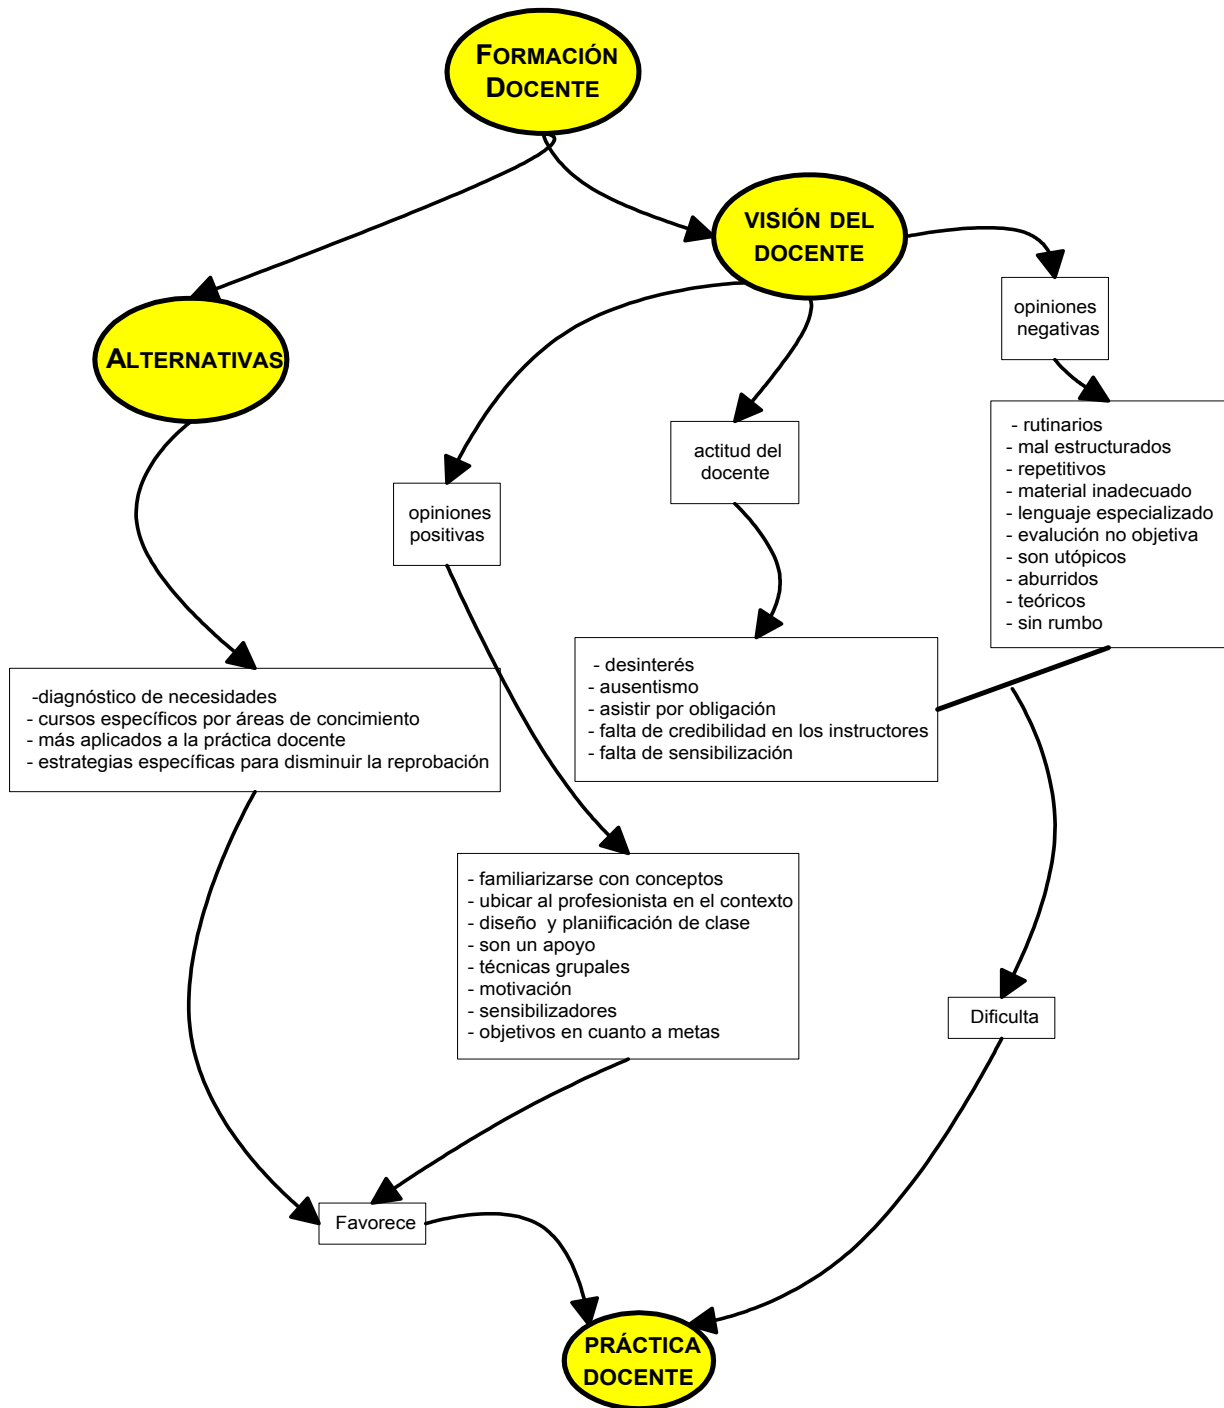 FORMACIÓN
DOCENTE
VISIÓN DEL
DOCENTE
opiniones
negativas
ALTERNATIVAS
- rutinarios
- mal estructurados
- repetitivos
- material inadecuado
- lenguaje especializado
- evalución no objetiva
- son utópicos
- aburridos
- teóricos
- sin rumbo
actitud del
docente
opiniones
positivas
- desinterés
- ausentismo
- asistir por obligación
- falta de credibilidad en los instructores
- falta de sensibilización
-diagnóstico de necesidades
- cursos específicos por áreas de concimiento
- más aplicados a la práctica docente
- estrategias específicas para disminuir la reprobación
- familiarizarse con conceptos
- ubicar al profesionista en el contexto
- diseño y planiificación de clase
- son un apoyo
- técnicas grupales
- motivación
- sensibilizadores
- objetivos en cuanto a metas
Dificulta
Favorece
PRÁCTICA
DOCENTE